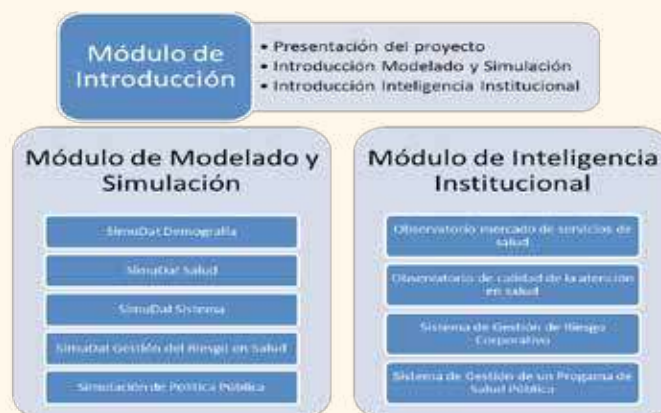 Módulo de
Introducción
• Presentación del proyecto
• Introducción Modelado y Simulación
• Introducción Inteligencia Institucional
Módulo de Modelado y
Simulación
SimuDat Demografía
SimuDat Salud
SimuDat Sistema
SimuDat Gestión del Riesgo en Salud
Simulación de Política Pública
Módulo de Inteligencia
Institucional
Observatorio mercado de servicios de
salud
Observatorio de calidad de la atención
en salud
Sistema de Gestión de Riesgo
Corporativo
Sistema de Gestión de un Progama de
Salud Pública